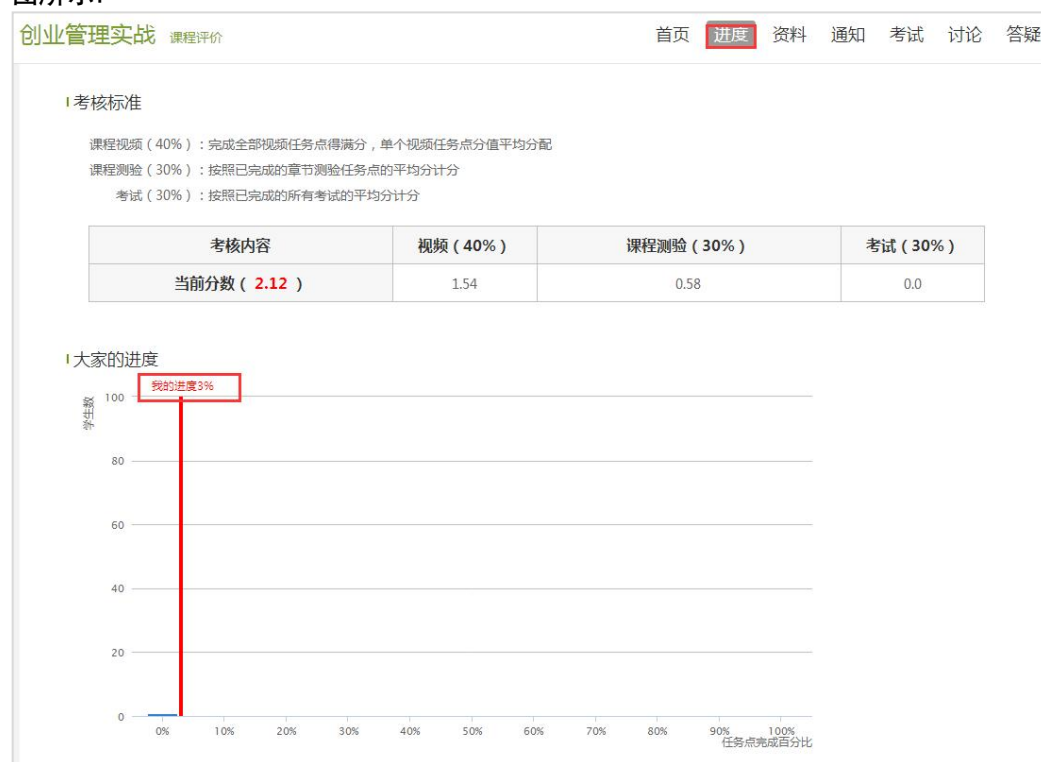 创业管理实战 课程评价 首页 进度 资料 通知 考试 讨论 答疑
考核标准
课程视频（40%）：完成全部视频任务点得满分，单个视频任务点分值平均分配
课程测验（30%）：按照已完成的章节测验任务点的平均分计分
考试（30%）：按照已完成的所有考试的平均分计分
考核内容 视频（40%） 课程测验（30%） 考试（30%）
当前分数（ 2.12 ） 1.54 0.58 0.0
大家的进度
我的进度3%
学生数
100
80
60
40
20
0
0% 10% 20% 30% 40% 50% 60% 70% 80% 90% 100%
任务点完成百分比